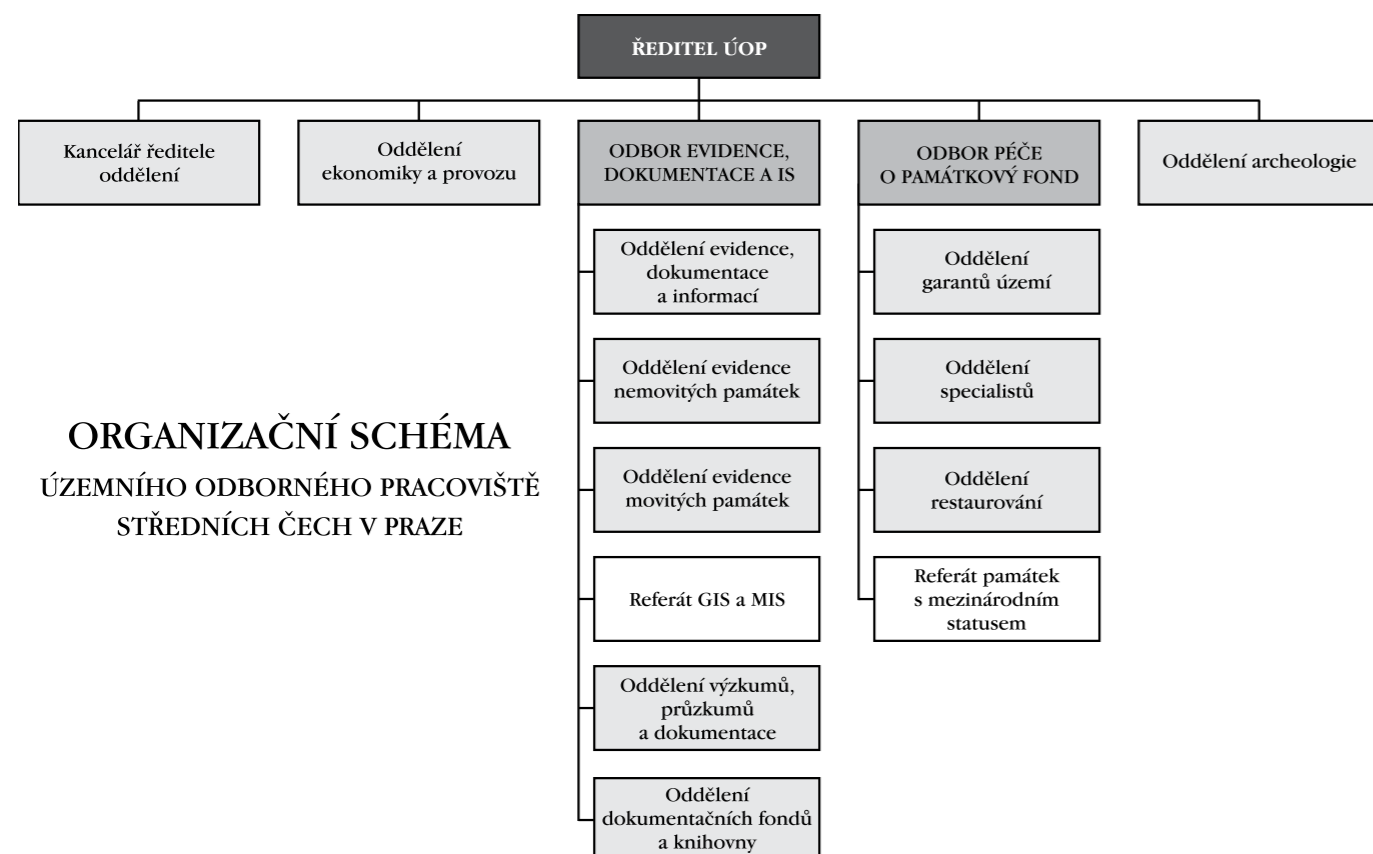 ŘEDITEL ÚOP
Kancelář ředitele
oddělení
Oddělení
ekonomiky a provozu
ODBOR EVIDENCE,
DOKUMENTACE A IS
ODBOR PÉČE
O PAMÁTKOVÝ FOND
Oddělení archeologie
Oddělení evidence,
dokumentace
a informací
Oddělení evidence
nemovitých památek
Oddělení evidence
movitých památek
Referát GIS a MIS
Oddělení výzkumů,
průzkumů
a dokumentace
Oddělení
dokumentačních fondů
a knihovny
Oddělení
garantů území
Oddělení
specialistů
Oddělení
restaurování
Referát památek
s mezinárodním
statusem
ORGANIZAČNÍ SCHÉMA
ÚZEMNÍHO ODBORNÉHO PRACOVIŠTĚ
STŘEDNÍCH ČECH V PRAZE